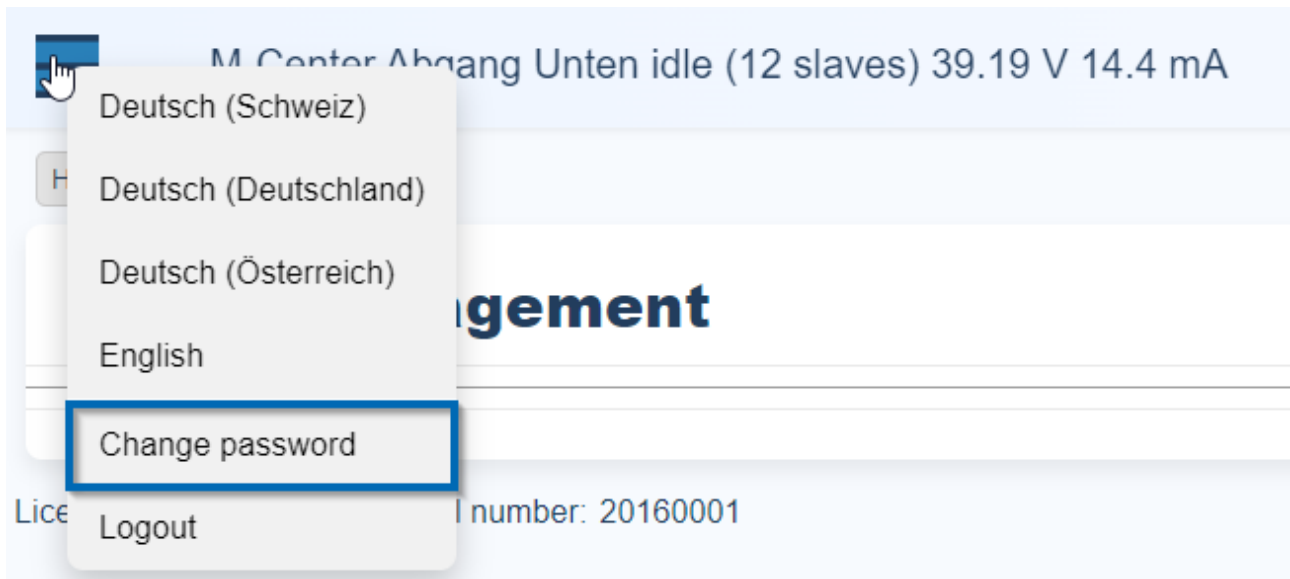 M-Center Abgang Unten idle (12 slaves) 39.19 V 14.4 mA
Deutsch (Schweiz)
H
Deutsch (Deutschland)
Deutsch (Österreich)
gement
English
Change password
Lice number: 20160001
Logout